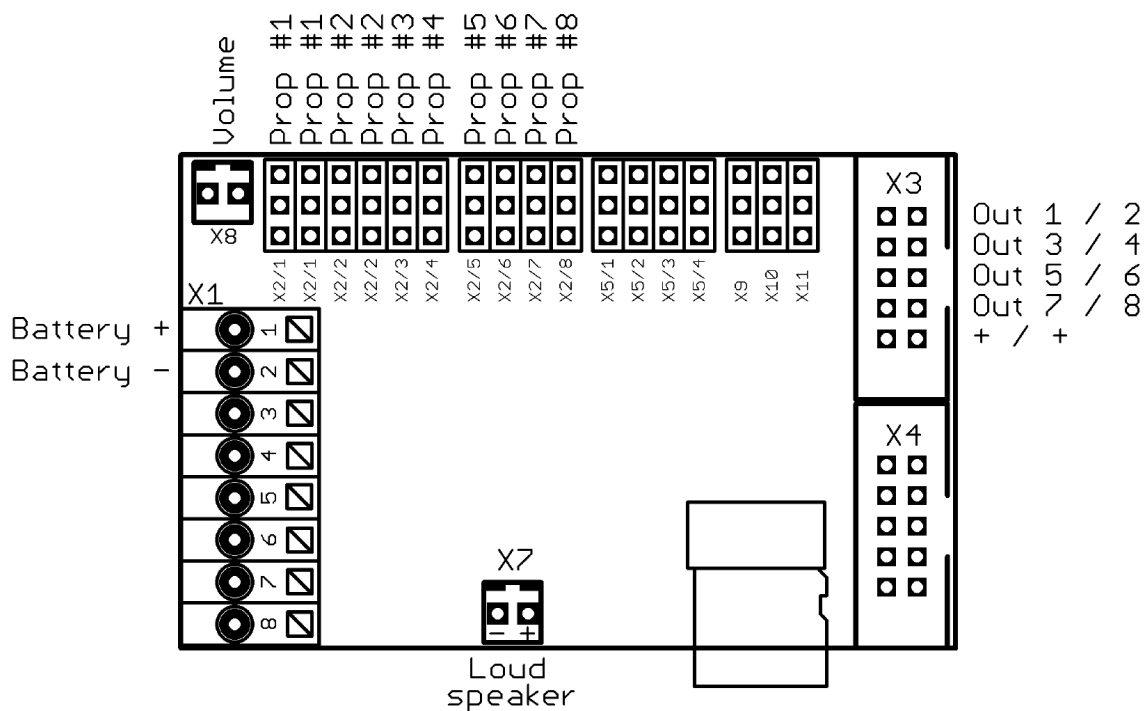 Volume
Prop #1
Prop #1
Prop #2
Prop #2
Prop #3
Prop #4
Prop #5
Prop #6
Prop #7
Prop #8
X8
X2/1
X2/1
X2/2
X2/2
X2/3
X2/4
X2/5
X2/6
X2/7
X2/8
X5/1
X5/2
X5/3
X5/4
X9
X10
X11
X3
Out 1 / 2
Out 3 / 4
Out 5 / 6
Out 7 / 8
+ / +
X1
Battery +
Battery -
1
2
3
4
5
6
7
8
X4
X7
- +
Loud
speaker